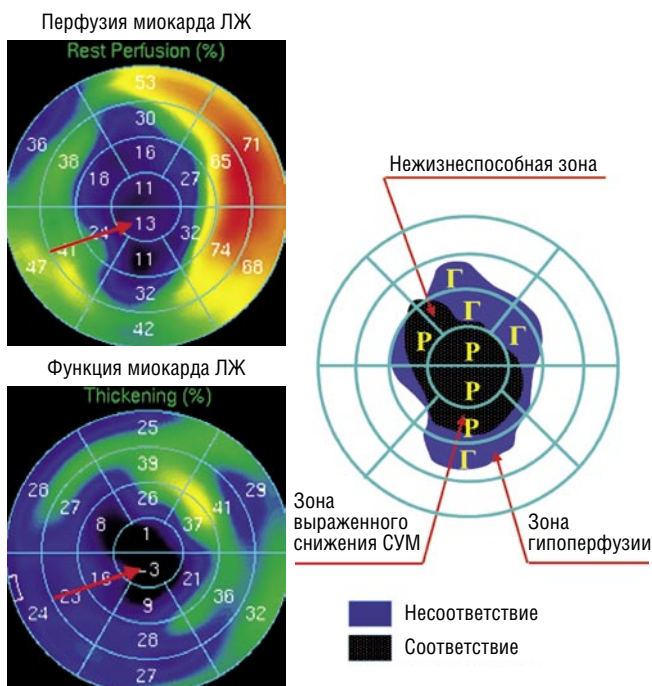 Перфузия миокарда ЛЖ
Rest Perfusion (%)
53
36
30
71
38
16
65
18
11
27
13
24
32
47
41
11
74
68
32
42
Функция миокарда ЛЖ
Thickening (%)
25
28
39
29
27
26
41
8
1
37
-3
18
21
24
23
9
36
32
28
27
Нежизнеспособная зона
Г
Г
Г
Р
Р
Р
Р
Г
Зона
выраженного
снижения СУМ
Зона
гипоперфузии
Несоответствие
Соответствие